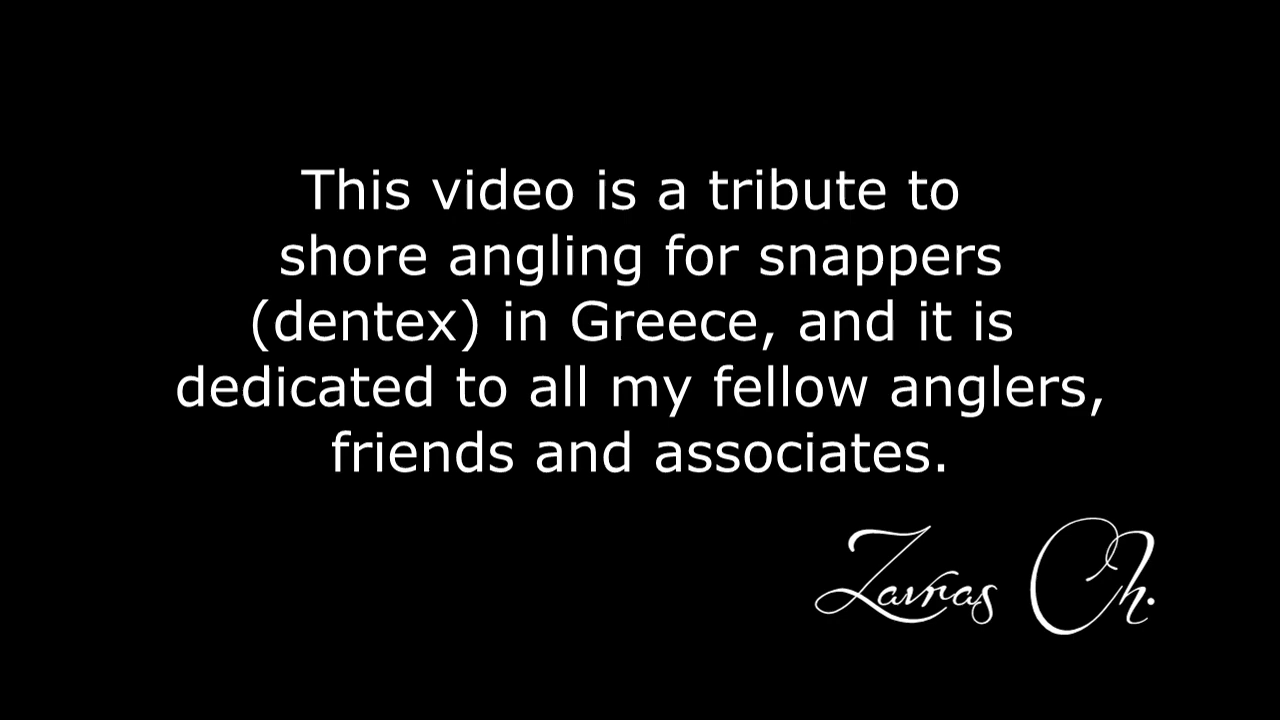 This video is a tribute to
shore angling for snappers
(dentex) in Greece, and it is
dedicated to all my fellow anglers,
friends and associates.
Zavras Ch.